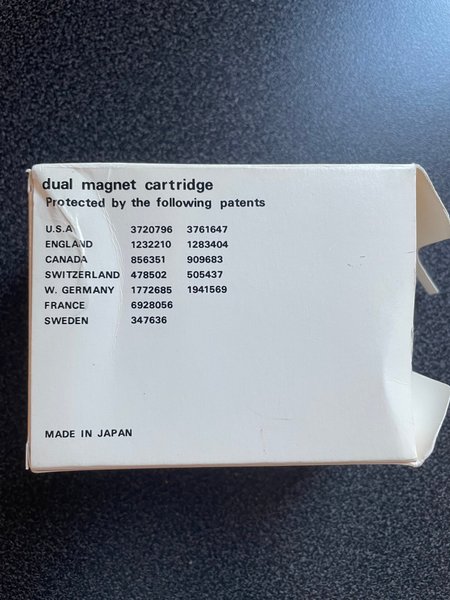 dual magnet cartridge
Protected by the following patents
U.S.A 3720796 3761647
ENGLAND 1232210 1283404
CANADA 856351 909683
SWITZERLAND 478502 505437
W. GERMANY 1772685 1941569
FRANCE 6928056
SWEDEN 347636
MADE IN JAPAN